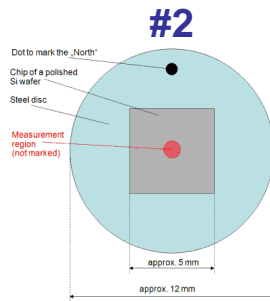 #2
Dot to mark the „North“
Chip of a polished
Si wafer
Steel disc
Measurement
region
(not marked)
approx. 5 mm
approx. 12 mm